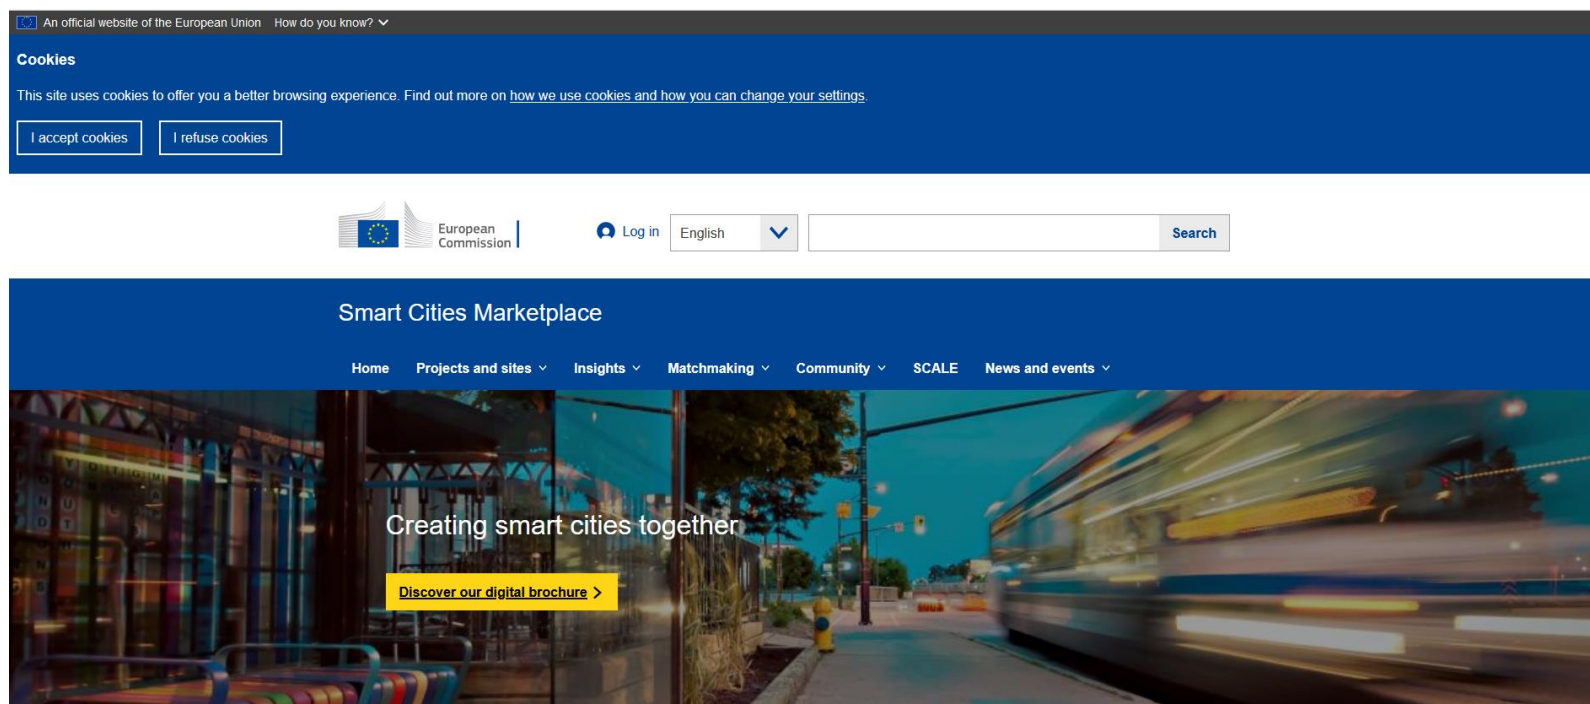 An official website of the European Union How do you know?
Cookies
This site uses cookies to offer you a better browsing experience. Find out more on how we use cookies and how you can change your settings.
I accept cookies
I refuse cookies
European
Commission
Log in
English
Search
Smart Cities Marketplace
Home Projects and sites Insights Matchmaking Community SCALE News and events
Creating smart cities together
Discover our digital brochure